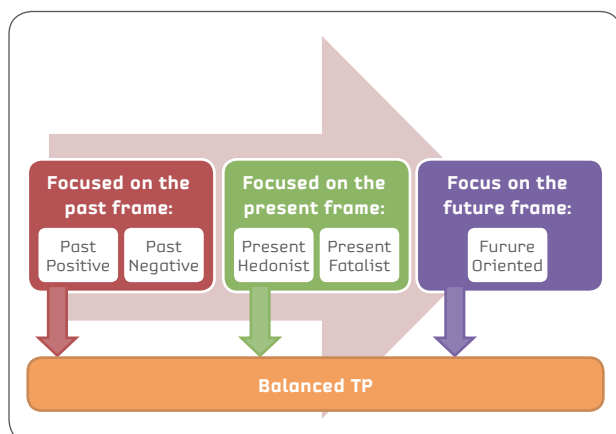 Focused on the
past frame:
Past
Positive
Past
Negative
Focused on the
present frame:
Present
Hedonist
Present
Fatalist
Focus on the
future frame:
Furure
Oriented
Balanced TP